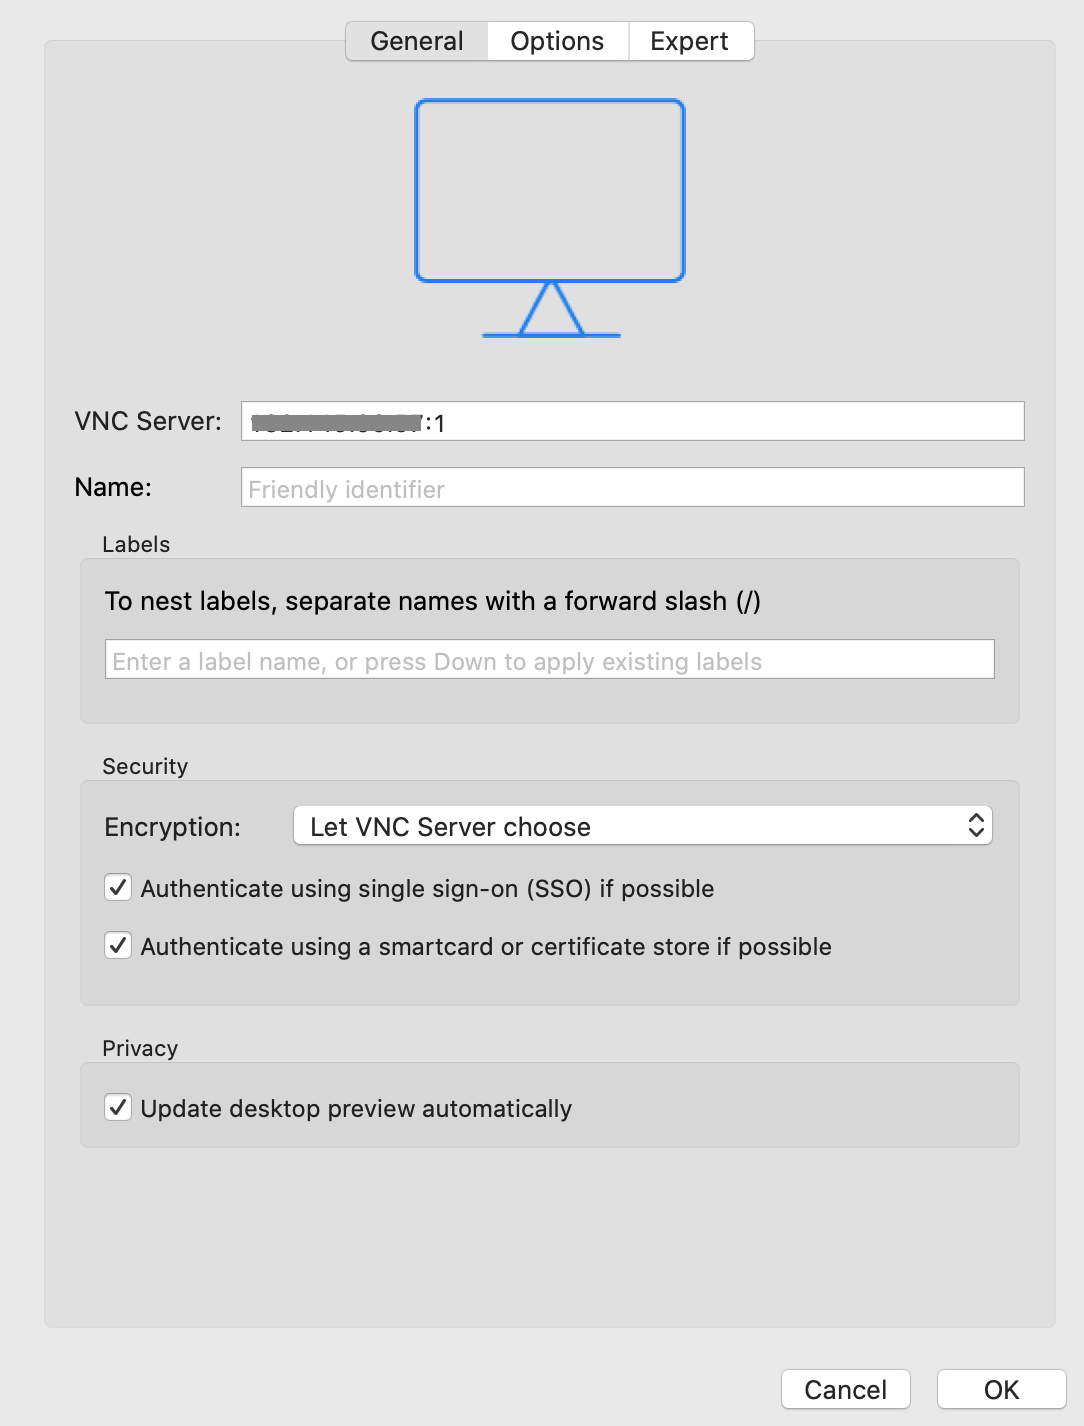 General Options Expert
VNC Server: :1
Name: Friendly identifier
Labels
To nest labels, separate names with a forward slash (/)
Enter a label name, or press Down to apply existing labels
Security
Encryption: Let VNC Server choose
Authenticate using single sign-on (SSO) if possible
Authenticate using a smartcard or certificate store if possible
Privacy
Update desktop preview automatically
Cancel OK